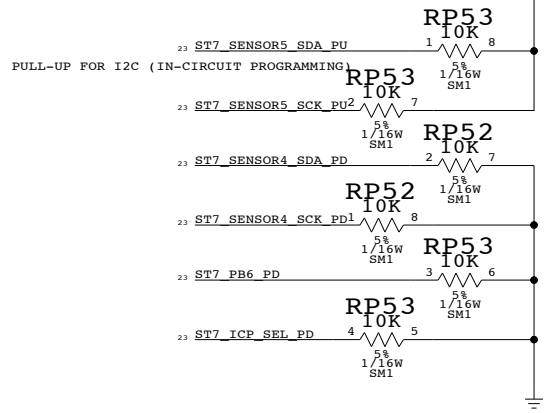 RP53
10K
23 ST7_SENSOR5_SDA_PU 1 8
5%
1/16W
SM1
PULL-UP FOR I2C (IN-CIRCUIT PROGRAMMING)
RP53
10K
23 ST7_SENSOR5_SCK_PU 2 7
5%
1/16W
SM1
RP52
10K
23 ST7_SENSOR4_SDA_PD 2 7
5%
1/16W
SM1
RP52
10K
23 ST7_SENSOR4_SCK_PD 1 8
5%
1/16W
SM1
RP53
10K
23 ST7_PB6_PD 3 6
5%
1/16W
SM1
RP53
10K
23 ST7_ICP_SEL_PD 4 5
5%
1/16W
SM1